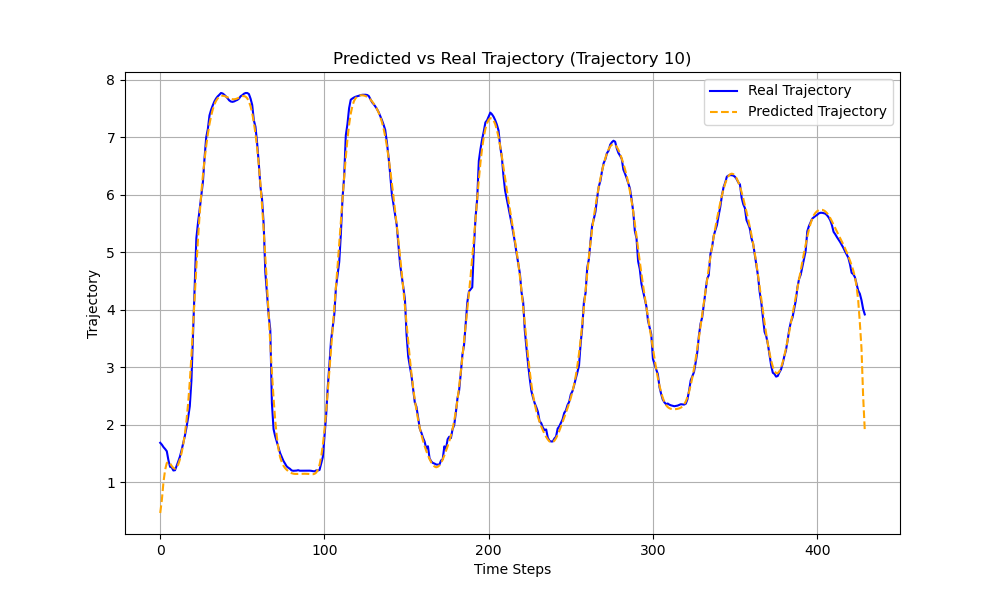 Predicted vs Real Trajectory (Trajectory 10)
Real Trajectory
Predicted Trajectory
8
7
6
5
4
3
2
1
Trajectory
0 100 200 300 400
Time Steps